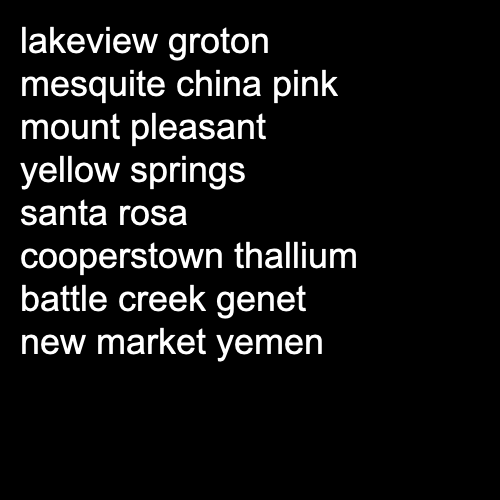 lakeview groton
mesquite china pink
mount pleasant
yellow springs
santa rosa
cooperstown thallium
battle creek genet
new market yemen